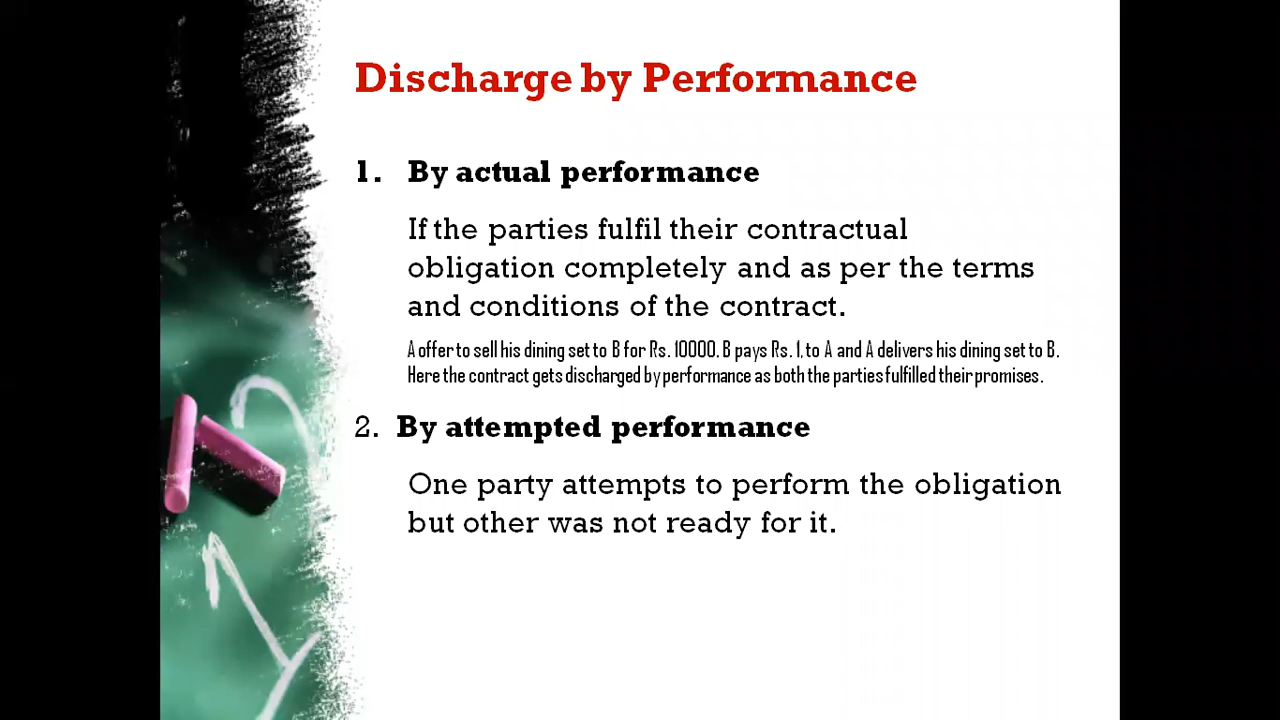 Discharge by Performance
1. By actual performance
If the parties fulfil their contractual
obligation completely and as per the terms
and conditions of the contract.
A offer to sell his dining set to B for Rs. 10000. B pays Rs. 1, to A and A delivers his dining set to B.
Here the contract gets discharged by performance as both the parties fulfilled their promises.
2. By attempted performance
One party attempts to perform the obligation
but other was not ready for it.